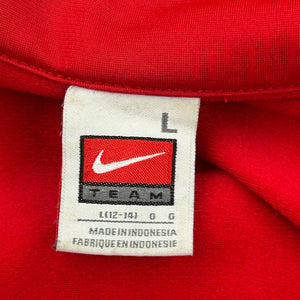 L
TEAM
L(12-14) G G
MADE IN INDONESIA
FABRIQUE EN INDONESIE